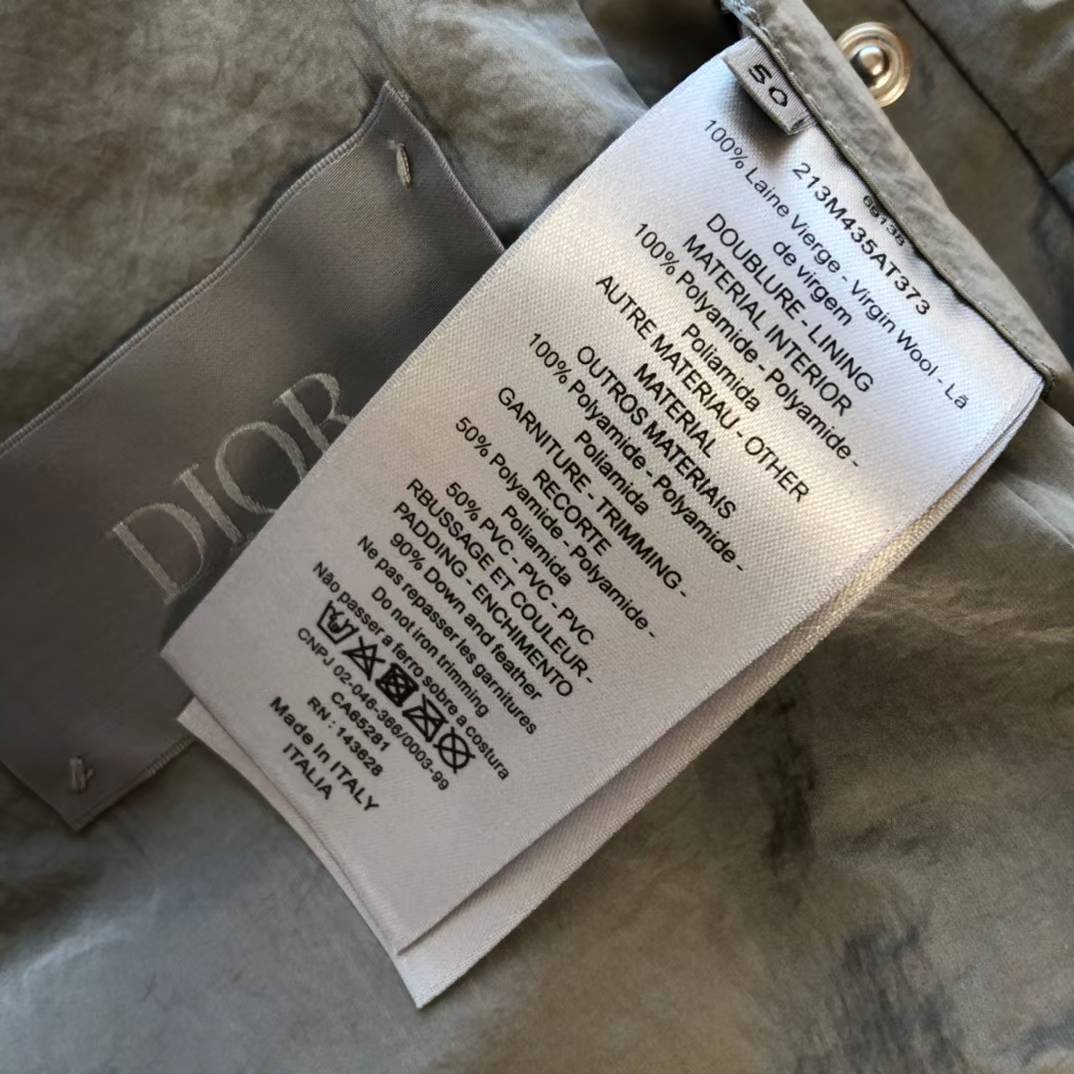 DIOR
50
66138
213M435AT373
100% Laine Vierge - Virgin Wool - Lã
de virgem
DOUBLURE - LINING
MATERIAL INTERIOR
100% Polyamide - Polyamide -
Poliamida
AUTRE MATERIAU - OTHER
MATERIAL
OUTROS MATERIAIS
100% Polyamide - Polyamide -
Poliamida
GARNITURE - TRIMMING -
RECORTE
50% Polyamide - Polyamide -
Poliamida
50% PVC - PVC - PVC
RBUSSAGE ET COULEUR -
PADDING - ENCHIMENTO
90% Down and feather
Ne pas repasser les garnitures
Do not iron trimming
Não passer a ferro sobre a costura
CNPJ 02-046-366/0003-99
CA65281
RN : 143628
Made In ITALY
ITALIA